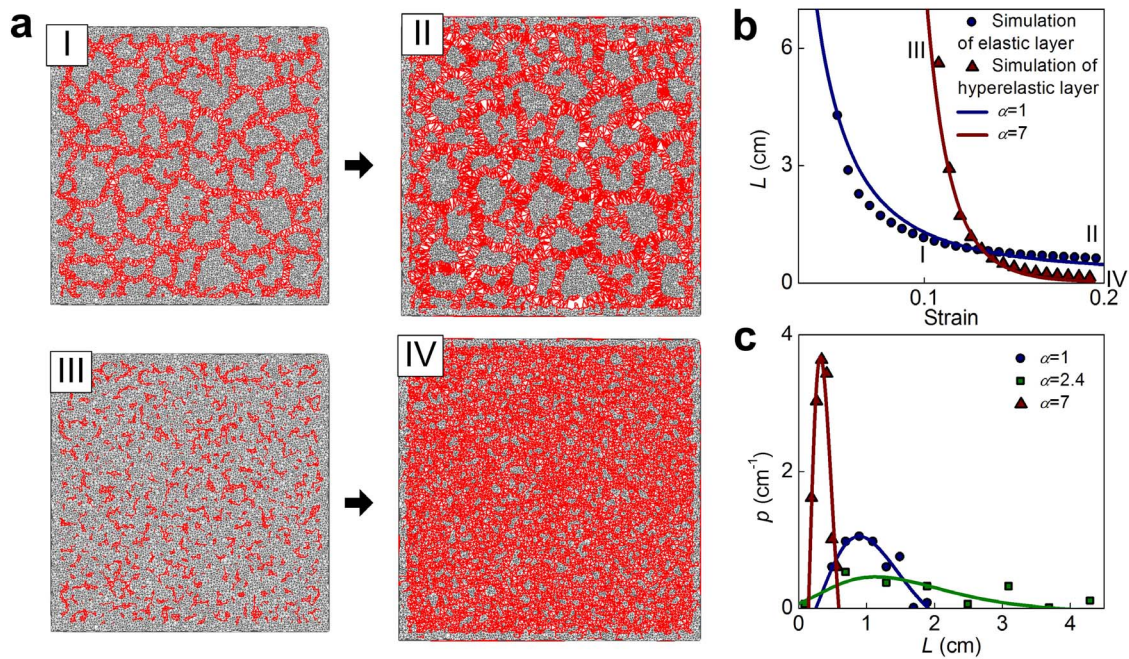 a
I
II
III
IV
b
6
3
0
L (cm)
0.1
0.2
Strain
III
I
II
IV
Simulation
of elastic layer
Simulation of
hyperelastic layer
α=1
α=7
c
4
2
0
p (cm⁻¹)
0
1
2
3
4
L (cm)
α=1
α=2.4
α=7